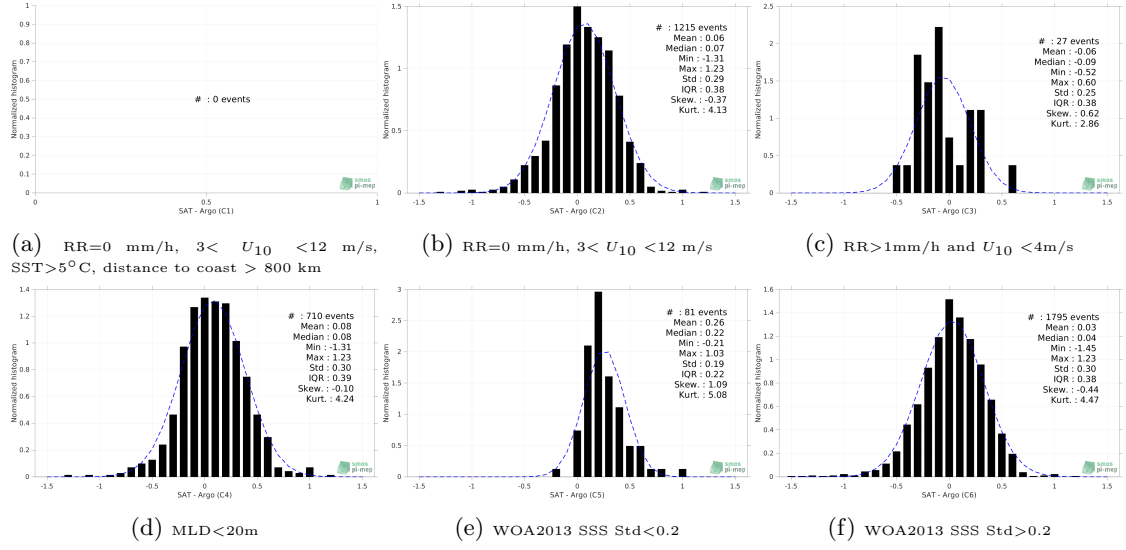 1
0.9
0.8
0.7
0.6
0.5
0.4
0.3
0.2
0.1
0
Normalized histogram
# : 0 events
smos
pi-mep
0 0.5 1
SAT - Argo (C1)
(a) RR=0 mm/h, 3< U10 <12 m/s,
SST>5°C, distance to coast > 800 km
1.5
1
0.5
0
Normalized histogram
# : 1215 events
Mean : 0.06
Median : 0.07
Min : -1.31
Max : 1.23
Std : 0.29
IQR : 0.38
Skew. : -0.37
Kurt. : 4.13
smos
pi-mep
-1.5 -1 -0.5 0 0.5 1 1.5
SAT - Argo (C2)
(b) RR=0 mm/h, 3< U10 <12 m/s
2.5
2
1.5
1
0.5
0
Normalized histogram
# : 27 events
Mean : -0.06
Median : -0.09
Min : -0.52
Max : 0.60
Std : 0.25
IQR : 0.38
Skew. : 0.62
Kurt. : 2.86
smos
pi-mep
-1.5 -1 -0.5 0 0.5 1 1.5
SAT - Argo (C3)
(c) RR>1mm/h and U10 <4m/s
1.4
1.2
1
0.8
0.6
0.4
0.2
0
Normalized histogram
# : 710 events
Mean : 0.08
Median : 0.08
Min : -1.31
Max : 1.23
Std : 0.30
IQR : 0.39
Skew. : -0.10
Kurt. : 4.24
smos
pi-mep
-1.5 -1 -0.5 0 0.5 1 1.5
SAT - Argo (C4)
(d) MLD<20m
3
2
1
0
Normalized histogram
# : 81 events
Mean : 0.26
Median : 0.22
Min : -0.21
Max : 1.03
Std : 0.19
IQR : 0.22
Skew. : 1.09
Kurt. : 5.08
smos
pi-mep
-1.5 -1 -0.5 0 0.5 1 1.5
SAT - Argo (C5)
(e) WOA2013 SSS Std<0.2
1.6
1.4
1.2
1
0.8
0.6
0.4
0.2
0
Normalized histogram
# : 1795 events
Mean : 0.03
Median : 0.04
Min : -1.45
Max : 1.23
Std : 0.30
IQR : 0.38
Skew. : -0.44
Kurt. : 4.47
smos
pi-mep
-1.5 -1 -0.5 0 0.5 1 1.5
SAT - Argo (C6)
(f) WOA2013 SSS Std>0.2